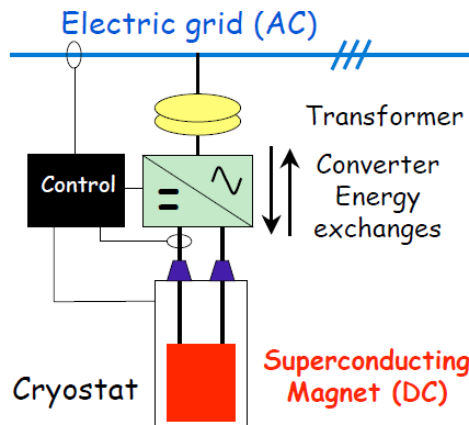 Electric grid (AC)
Transformer
Control
Converter
Energy
exchanges
Cryostat
Superconducting
Magnet (DC)